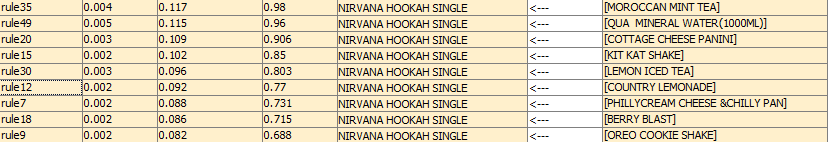 rule35 0.004 0.117 0.98 NIRVANA HOOKAH SINGLE <--- [MOROCCAN MINT TEA]
rule49 0.005 0.115 0.96 NIRVANA HOOKAH SINGLE <--- [QUA  MINERAL WATER(1000ML)]
rule20 0.003 0.109 0.906 NIRVANA HOOKAH SINGLE <--- [COTTAGE CHEESE PANINI]
rule15 0.002 0.102 0.85 NIRVANA HOOKAH SINGLE <--- [KIT KAT SHAKE]
rule30 0.003 0.096 0.803 NIRVANA HOOKAH SINGLE <--- [LEMON ICED TEA]
rule12 0.002 0.092 0.77 NIRVANA HOOKAH SINGLE <--- [COUNTRY LEMONADE]
rule7 0.002 0.088 0.731 NIRVANA HOOKAH SINGLE <--- [PHILLYCREAM CHEESE &CHILLY PAN]
rule18 0.002 0.086 0.715 NIRVANA HOOKAH SINGLE <--- [BERRY BLAST]
rule9 0.002 0.082 0.688 NIRVANA HOOKAH SINGLE <--- [OREO COOKIE SHAKE]